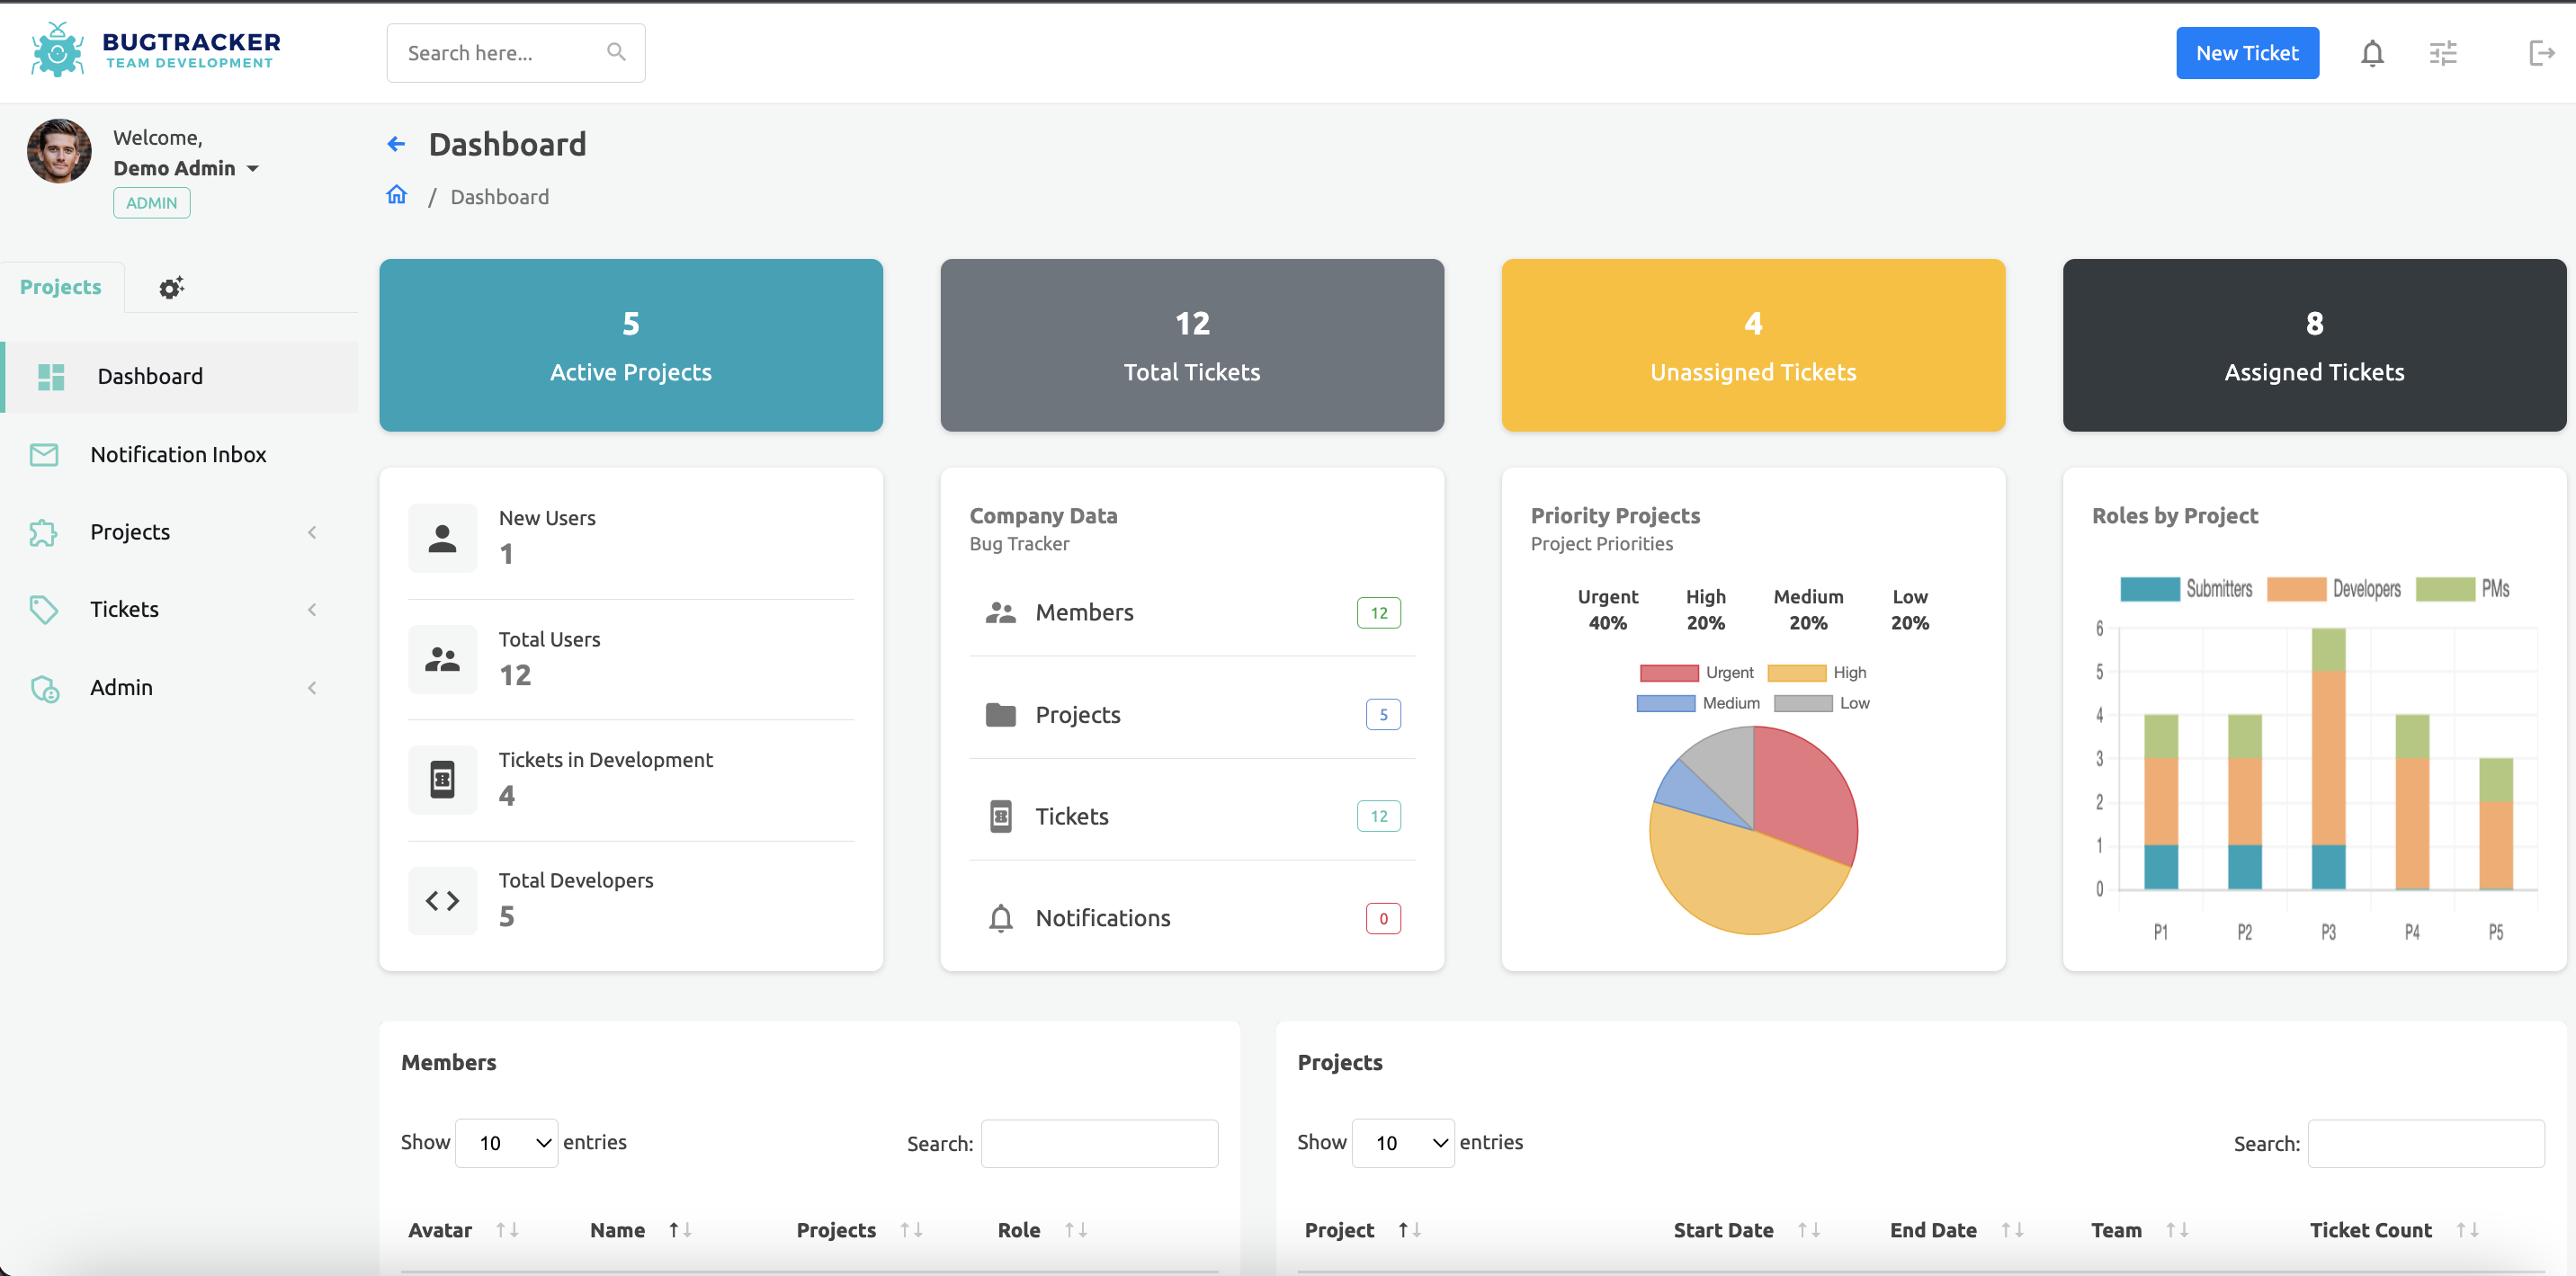 BUGTRACKER
TEAM DEVELOPMENT
Search here...
New Ticket
Welcome,
Demo Admin
ADMIN
Dashboard
/ Dashboard
Projects
Dashboard
Notification Inbox
Projects
Tickets
Admin
5
Active Projects
12
Total Tickets
4
Unassigned Tickets
8
Assigned Tickets
New Users
1
Total Users
12
Tickets in Development
4
Total Developers
5
Company Data
Bug Tracker
Members 12
Projects 5
Tickets 12
Notifications 0
Priority Projects
Project Priorities
Urgent High Medium Low
40% 20% 20% 20%
Urgent High
Medium Low
Roles by Project
Submitters Developers PMs
6
5
4
3
2
1
0
P1 P2 P3 P4 P5
Members
Show 10 entries Search:
Avatar Name Projects Role
Projects
Show 10 entries Search:
Project Start Date End Date Team Ticket Count